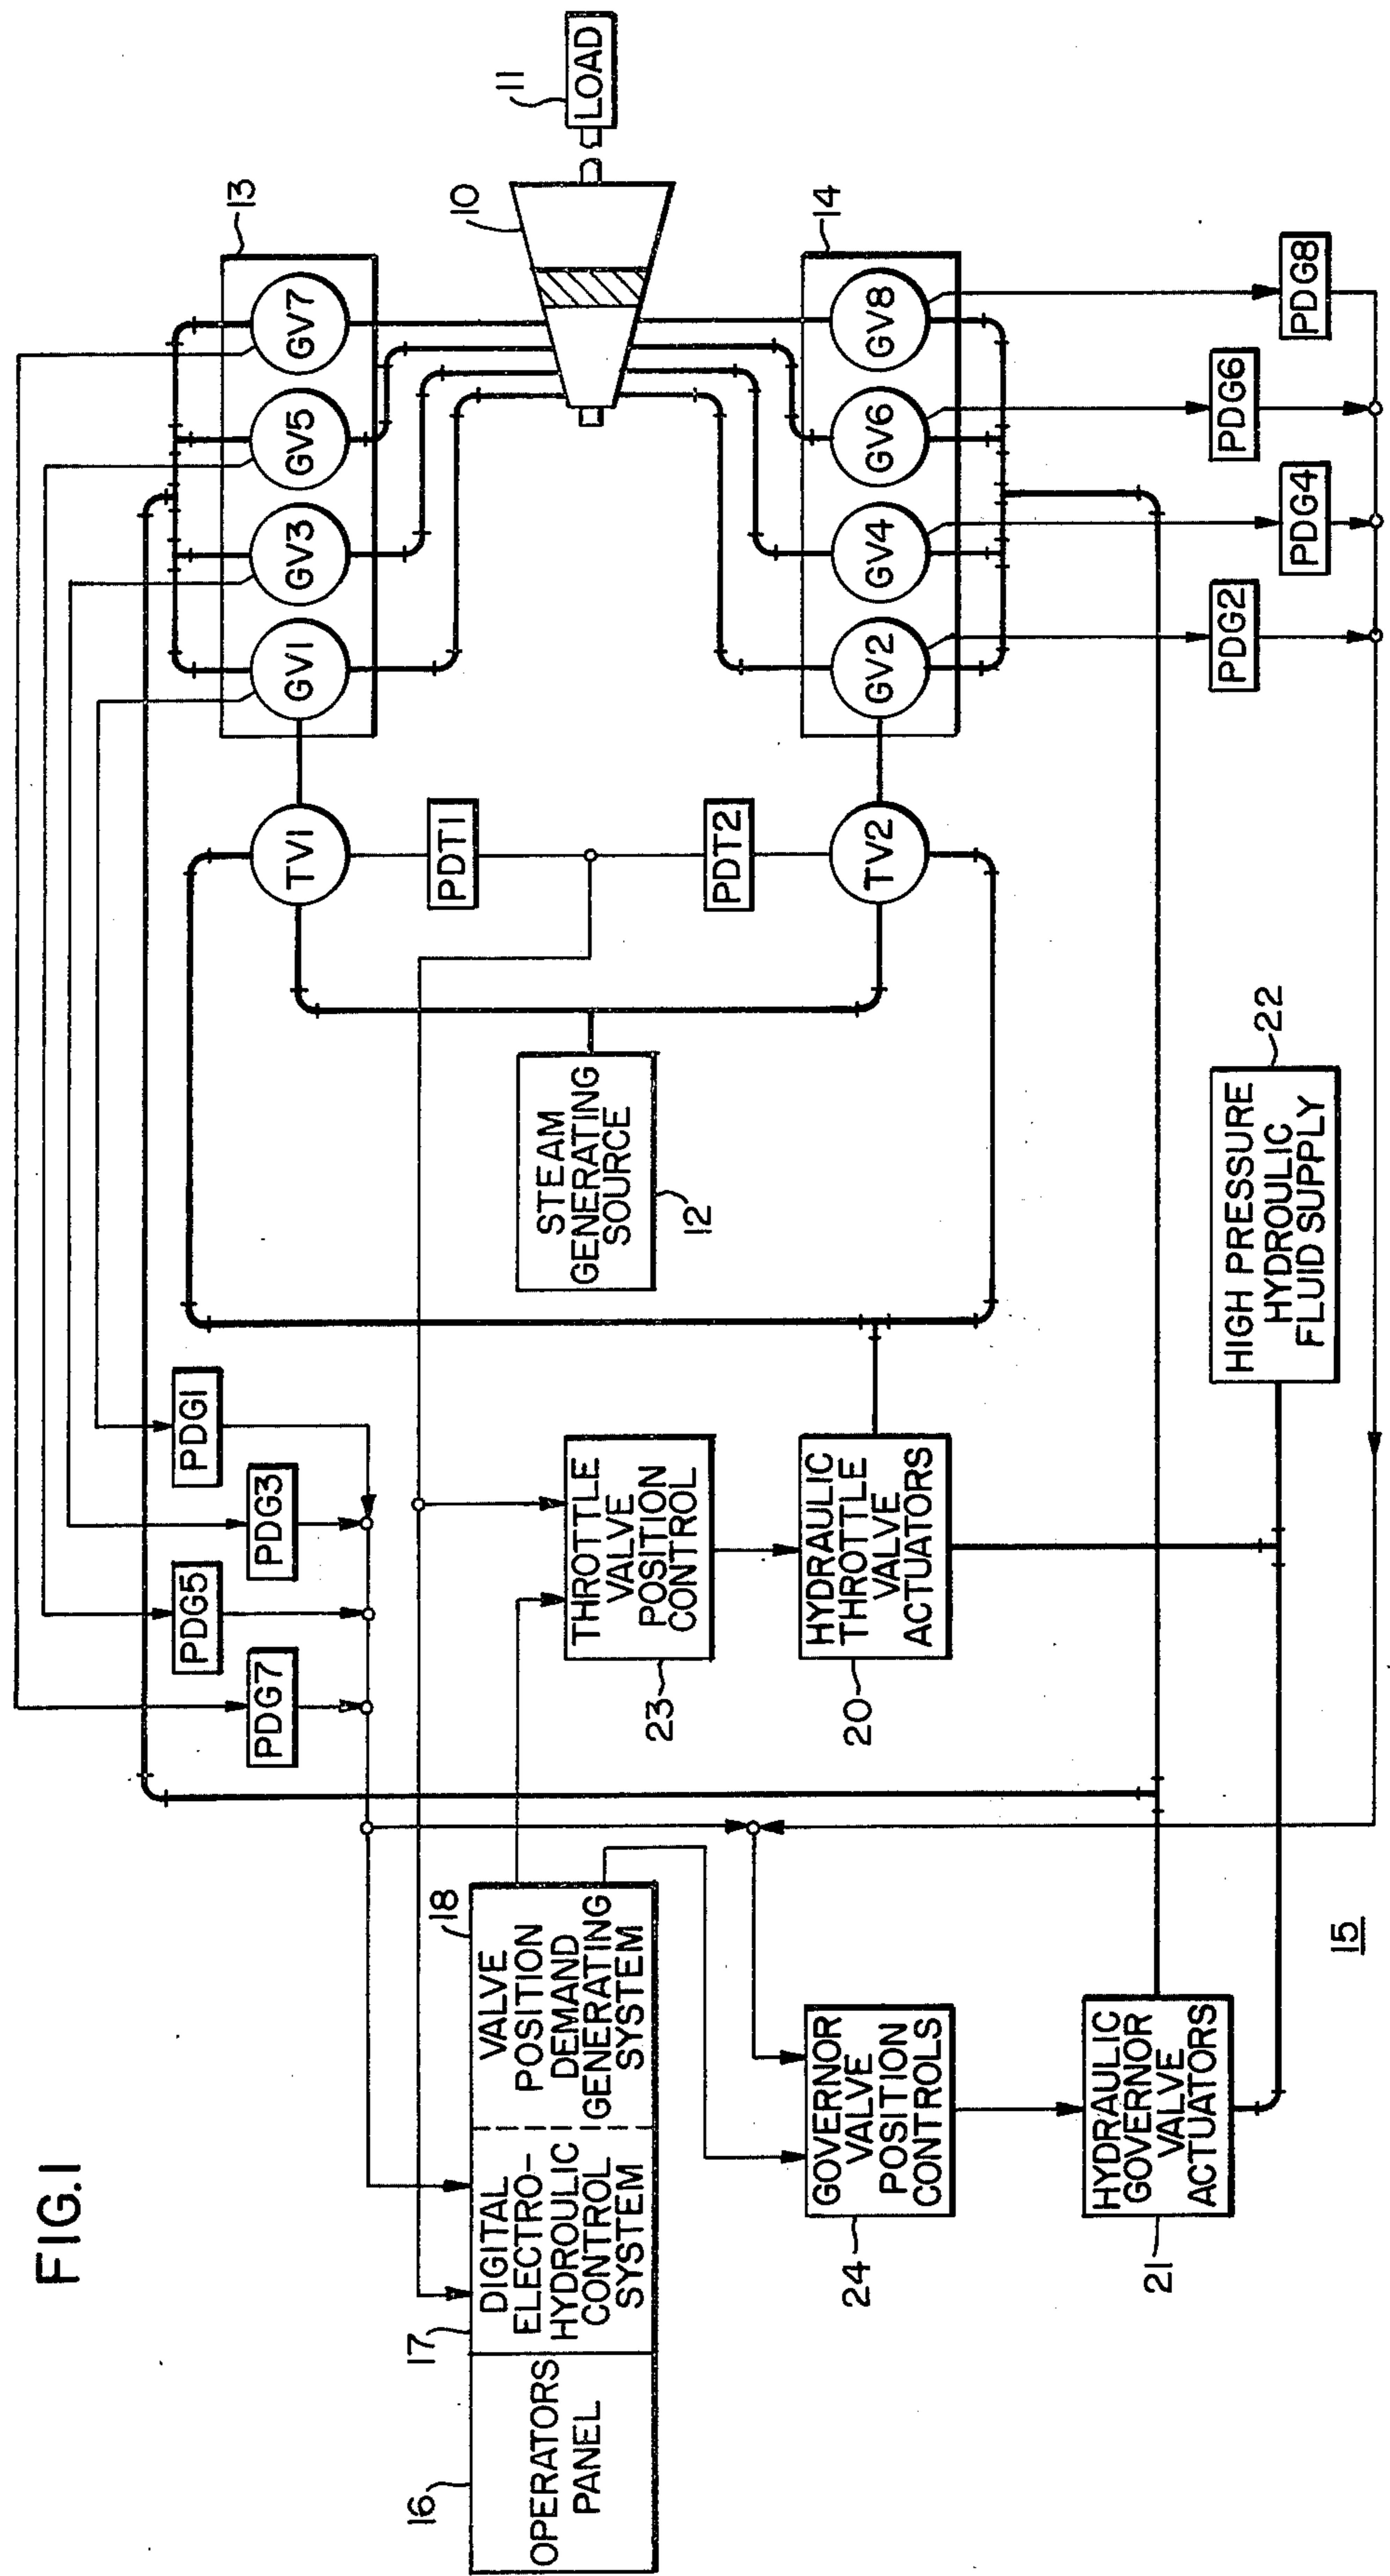 FIG.1
16
OPERATORS
PANEL
17
DIGITAL
ELECTRO-
HYDROULIC
CONTROL
SYSTEM
18
VALVE
POSITION
DEMAND
GENERATING
SYSTEM
PDG7
PDG5
PDG3
PDG1
THROTTLE
VALVE
POSITION
CONTROL
23
HYDRAULIC
THROTTLE
VALVE
ACTUATORS
20
GOVERNOR
VALVE
POSITION
CONTROLS
24
HYDRAULIC
GOVERNOR
VALVE
ACTUATORS
21
15
HIGH PRESSURE
HYDROULIC
FLUID SUPPLY
22
STEAM
GENERATING
SOURCE
12
TV1
PDT1
PDT2
TV2
13
GV1
GV3
GV5
GV7
14
GV2
GV4
GV6
GV8
10
11
LOAD
PDG2
PDG4
PDG6
PDG8